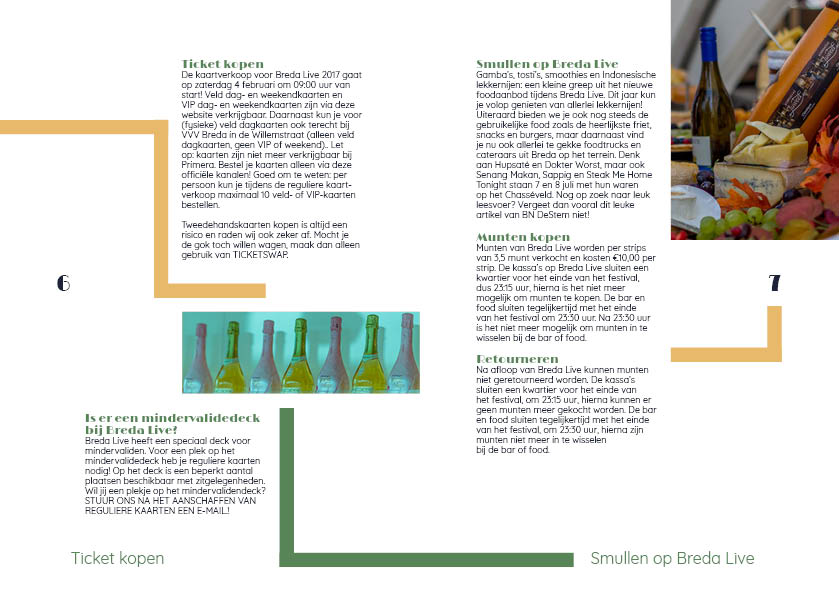 Ticket kopen
De kaartverkoop voor Breda Live 2017 gaat
op zaterdag 4 februari om 09:00 uur van
start! Veld dag- en weekendkaarten en
VIP dag- en weekendkaarten zijn via deze
website verkrijgbaar. Daarnaast kun je voor
(fysieke) veld dagkaarten ook terecht bij
VVV Breda in de Willemstraat (alleen veld
dagkaarten, geen VIP of weekend).. Let
op: kaarten zijn niet meer verkrijgbaar bij
Primera. Bestel je kaarten alleen via deze
officiële kanalen! Goed om te weten: per
persoon kun je tijdens de reguliere kaart-
verkoop maximaal 10 veld- of VIP-kaarten
bestellen.
Tweedehandskaarten kopen is altijd een
risico en raden wij ook zeker af. Mocht je
de gok toch willen wagen, maak dan alleen
gebruik van TICKETSWAP.
6
Is er een mindervalidedeck
bij Breda Live?
Breda Live heeft een speciaal deck voor
mindervaliden. Voor een plek op het
mindervalidedeck heb je reguliere kaarten
nodig! Op het deck is een beperkt aantal
plaatsen beschikbaar met zitgelegenheden.
Wil jij een plekje op het mindervalidendeck?
STUUR ONS NA HET AANSCHAFFEN VAN
REGULIERE KAARTEN EEN E-MAIL.!
Ticket kopen
Smullen op Breda Live
Gamba's, tosti's, smoothies en Indonesische
lekkernijen: een kleine greep uit het nieuwe
foodaanbod tijdens Breda Live. Dit jaar kun
je volop genieten van allerlei lekkernijen!
Uiteraard bieden we je ook nog steeds de
gebruikelijke food zoals de heerlijkste friet,
snacks en burgers, maar daarnaast vind
je nu ook allerlei te gekke foodtrucks en
cateraars uit Breda op het terrein. Denk
aan Hupsaté en Dokter Worst, maar ook
Senang Makan, Sappig en Steak Me Home
Tonight staan 7 en 8 juli met hun waren
op het Chasséveld. Nog op zoek naar leuk
leesvoer? Vergeet dan vooral dit leuke
artikel van BN DeStem niet!
Munten kopen
Munten van Breda Live worden per strips
van 3,5 munt verkocht en kosten €10,00 per
strip. De kassa's op Breda Live sluiten een
kwartier voor het einde van het festival,
dus 23:15 uur, hierna is het niet meer
mogelijk om munten te kopen. De bar en
food sluiten tegelijkertijd met het einde
van het festival om 23:30 uur. Na 23:30 uur
is het niet meer mogelijk om munten in te
wisselen bij de bar of food.
7
Retourneren
Na afloop van Breda Live kunnen munten
niet geretourneerd worden. De kassa's
sluiten een kwartier voor het einde van
het festival, om 23:15 uur, hierna kunnen er
geen munten meer gekocht worden. De bar
en food sluiten tegelijkertijd met het einde
van het festival, om 23:30 uur, hierna zijn
munten niet meer in te wisselen
bij de bar of food.
Smullen op Breda Live